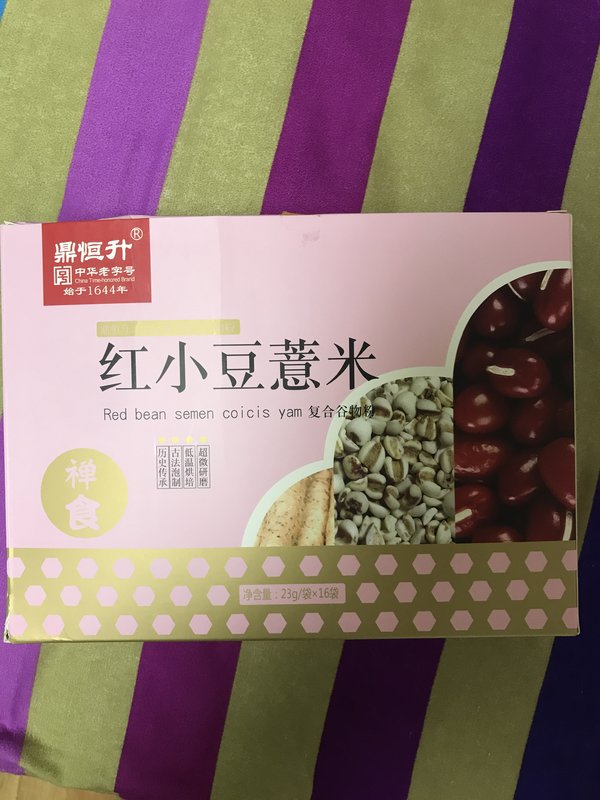 鼎恒升®
中华老字号
China Time-honored Brand
始于1644年
红小豆薏米
Red bean semen coicis yam 复合谷物粉
超微研磨
低温烘培
古法泡制
历史传承
禅食
净含量：23g/袋×16袋